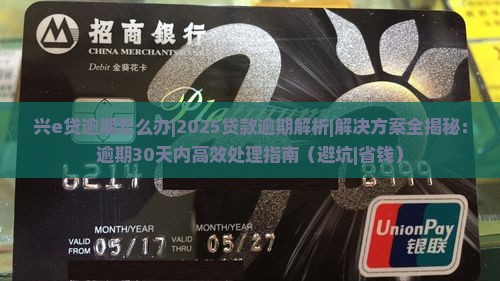 招商银行
CHINA MERCHANTS BANK
Debit 金葵花卡
兴e贷逾期怎么办|2025贷款逾期解析|解决方案全揭秘：
逾期30天内高效处理指南（避坑|省钱）
6214
MONTH/YEAR MONTH/YEAR
VALID FROM 05/17 VALID THRU 05/27
UnionPay
银联